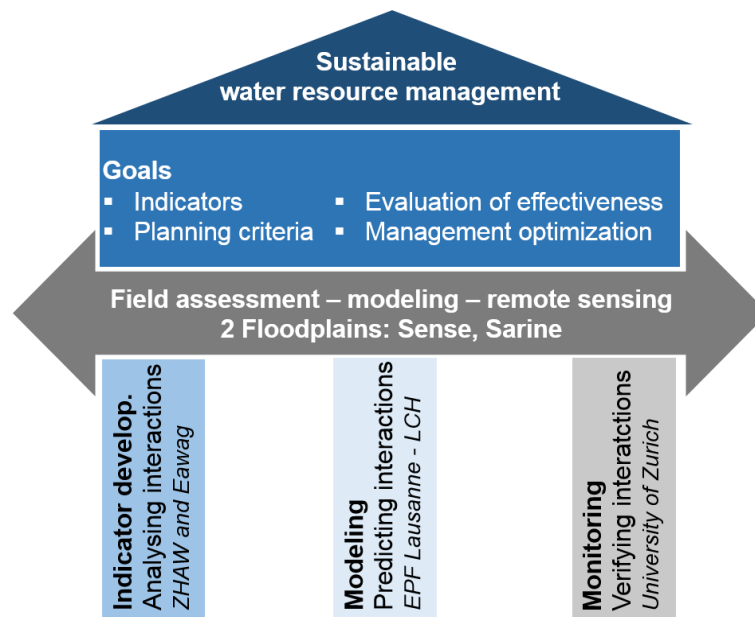 Sustainable
water resource management
Goals
▪ Indicators
▪ Planning criteria
▪ Evaluation of effectiveness
▪ Management optimization
Field assessment – modeling – remote sensing
2 Floodplains: Sense, Sarine
Indicator develop.
Analysing interactions
ZHAW and Eawag
Modeling
Predicting interactions
EPF Lausanne - LCH
Monitoring
Verifying interatctions
University of Zurich